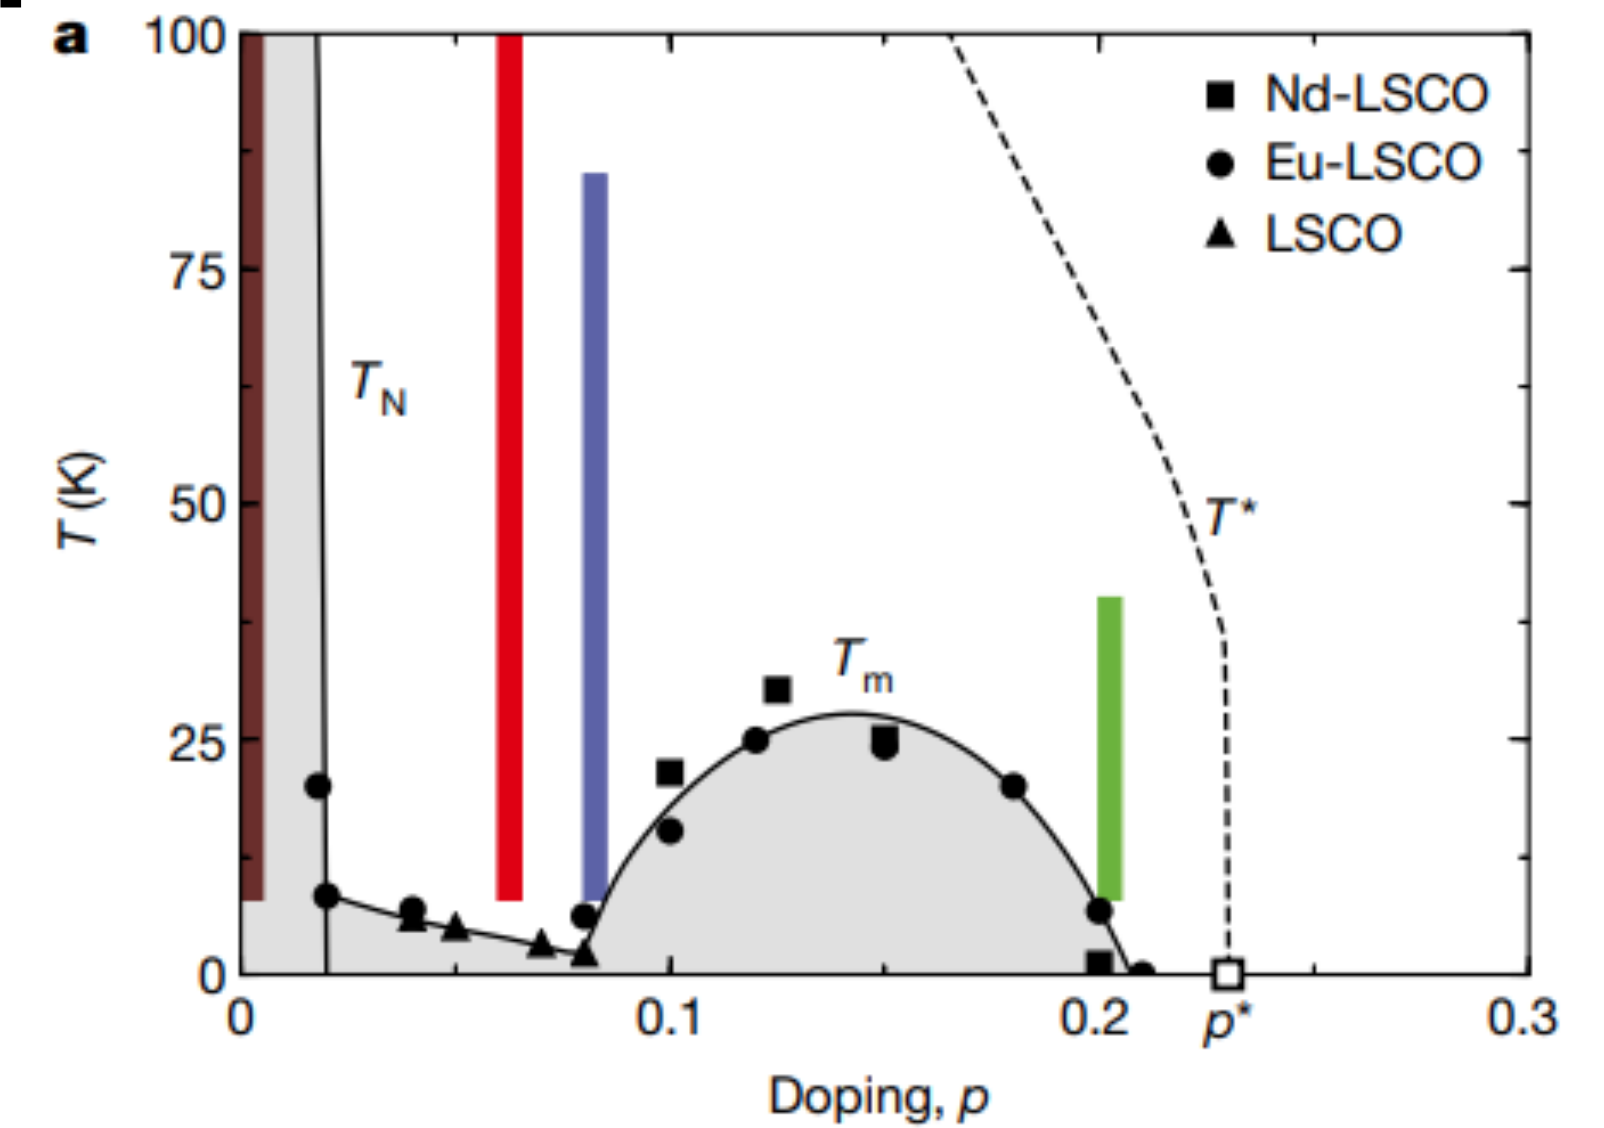 a
100
75
50
25
0
T (K)
Nd-LSCO
Eu-LSCO
LSCO
T_N
T*
T_m
0
0.1
0.2
p*
0.3
Doping, p